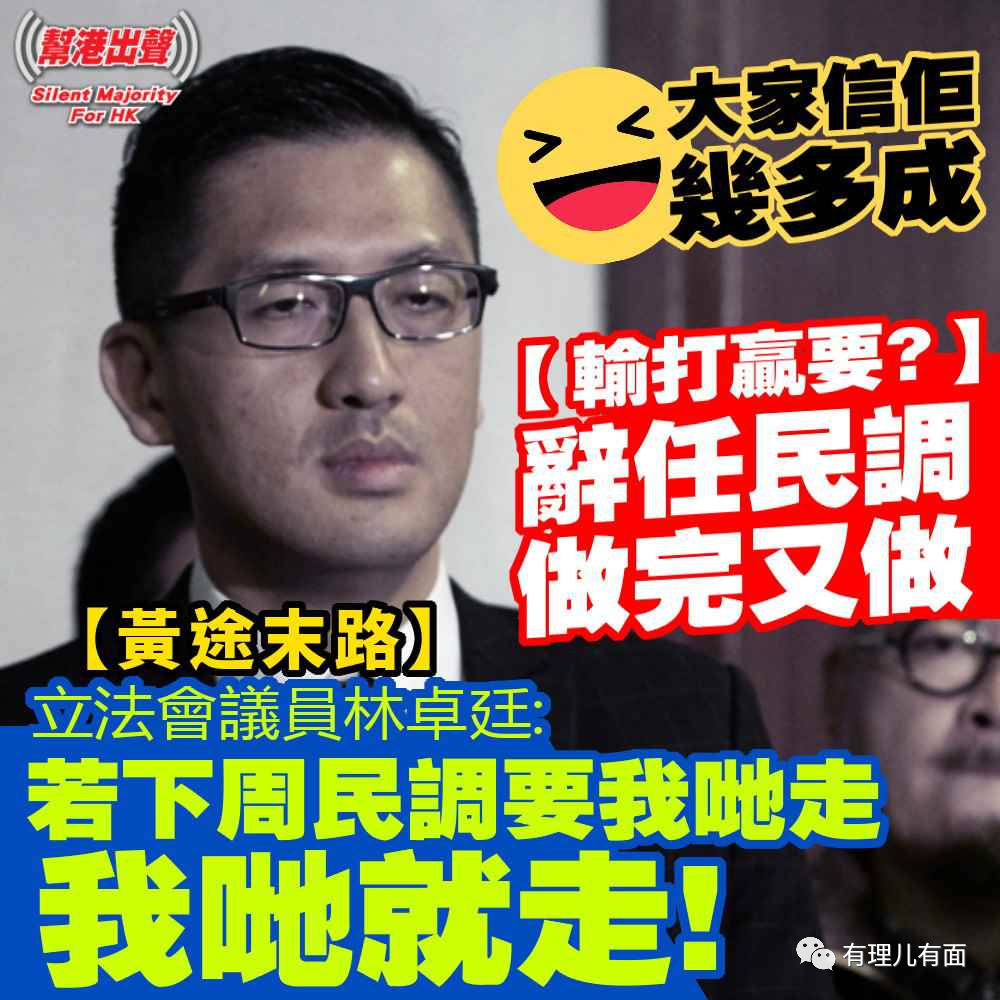 幫港出聲
Silent Majority
For HK
大家信佢
幾多成
【輸打贏要?】
辭任民調
做完又做
【黃途末路】
立法會議員林卓廷:
若下周民調要我哋走
我哋就走!
有理儿有面